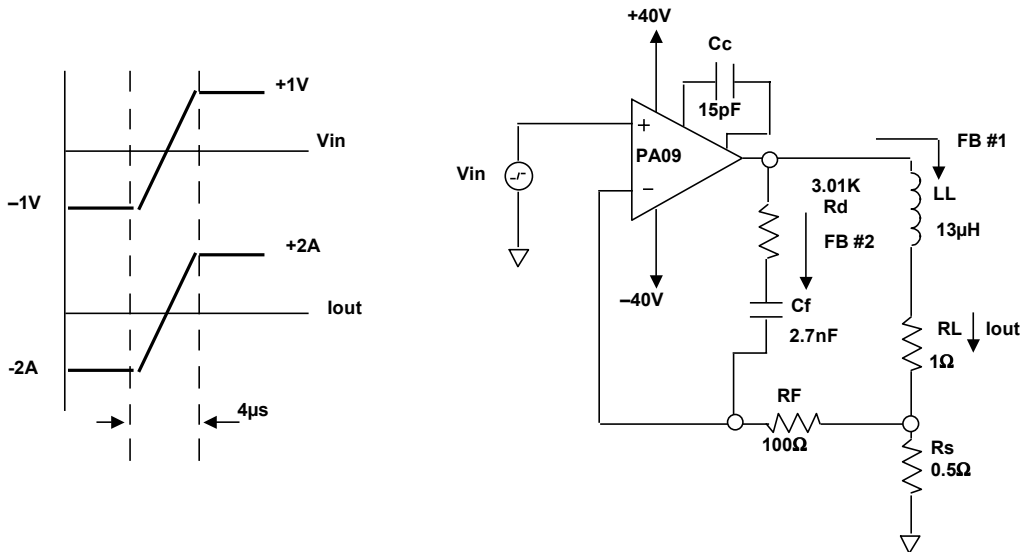 +1V
Vin
–1V
+2A
Iout
-2A
4µs
+40V
Cc
15pF
+
PA09
–
Vin
–40V
3.01K
Rd
FB #2
Cf
2.7nF
FB #1
LL
13µH
RL
Iout
1Ω
RF
100Ω
Rs
0.5Ω